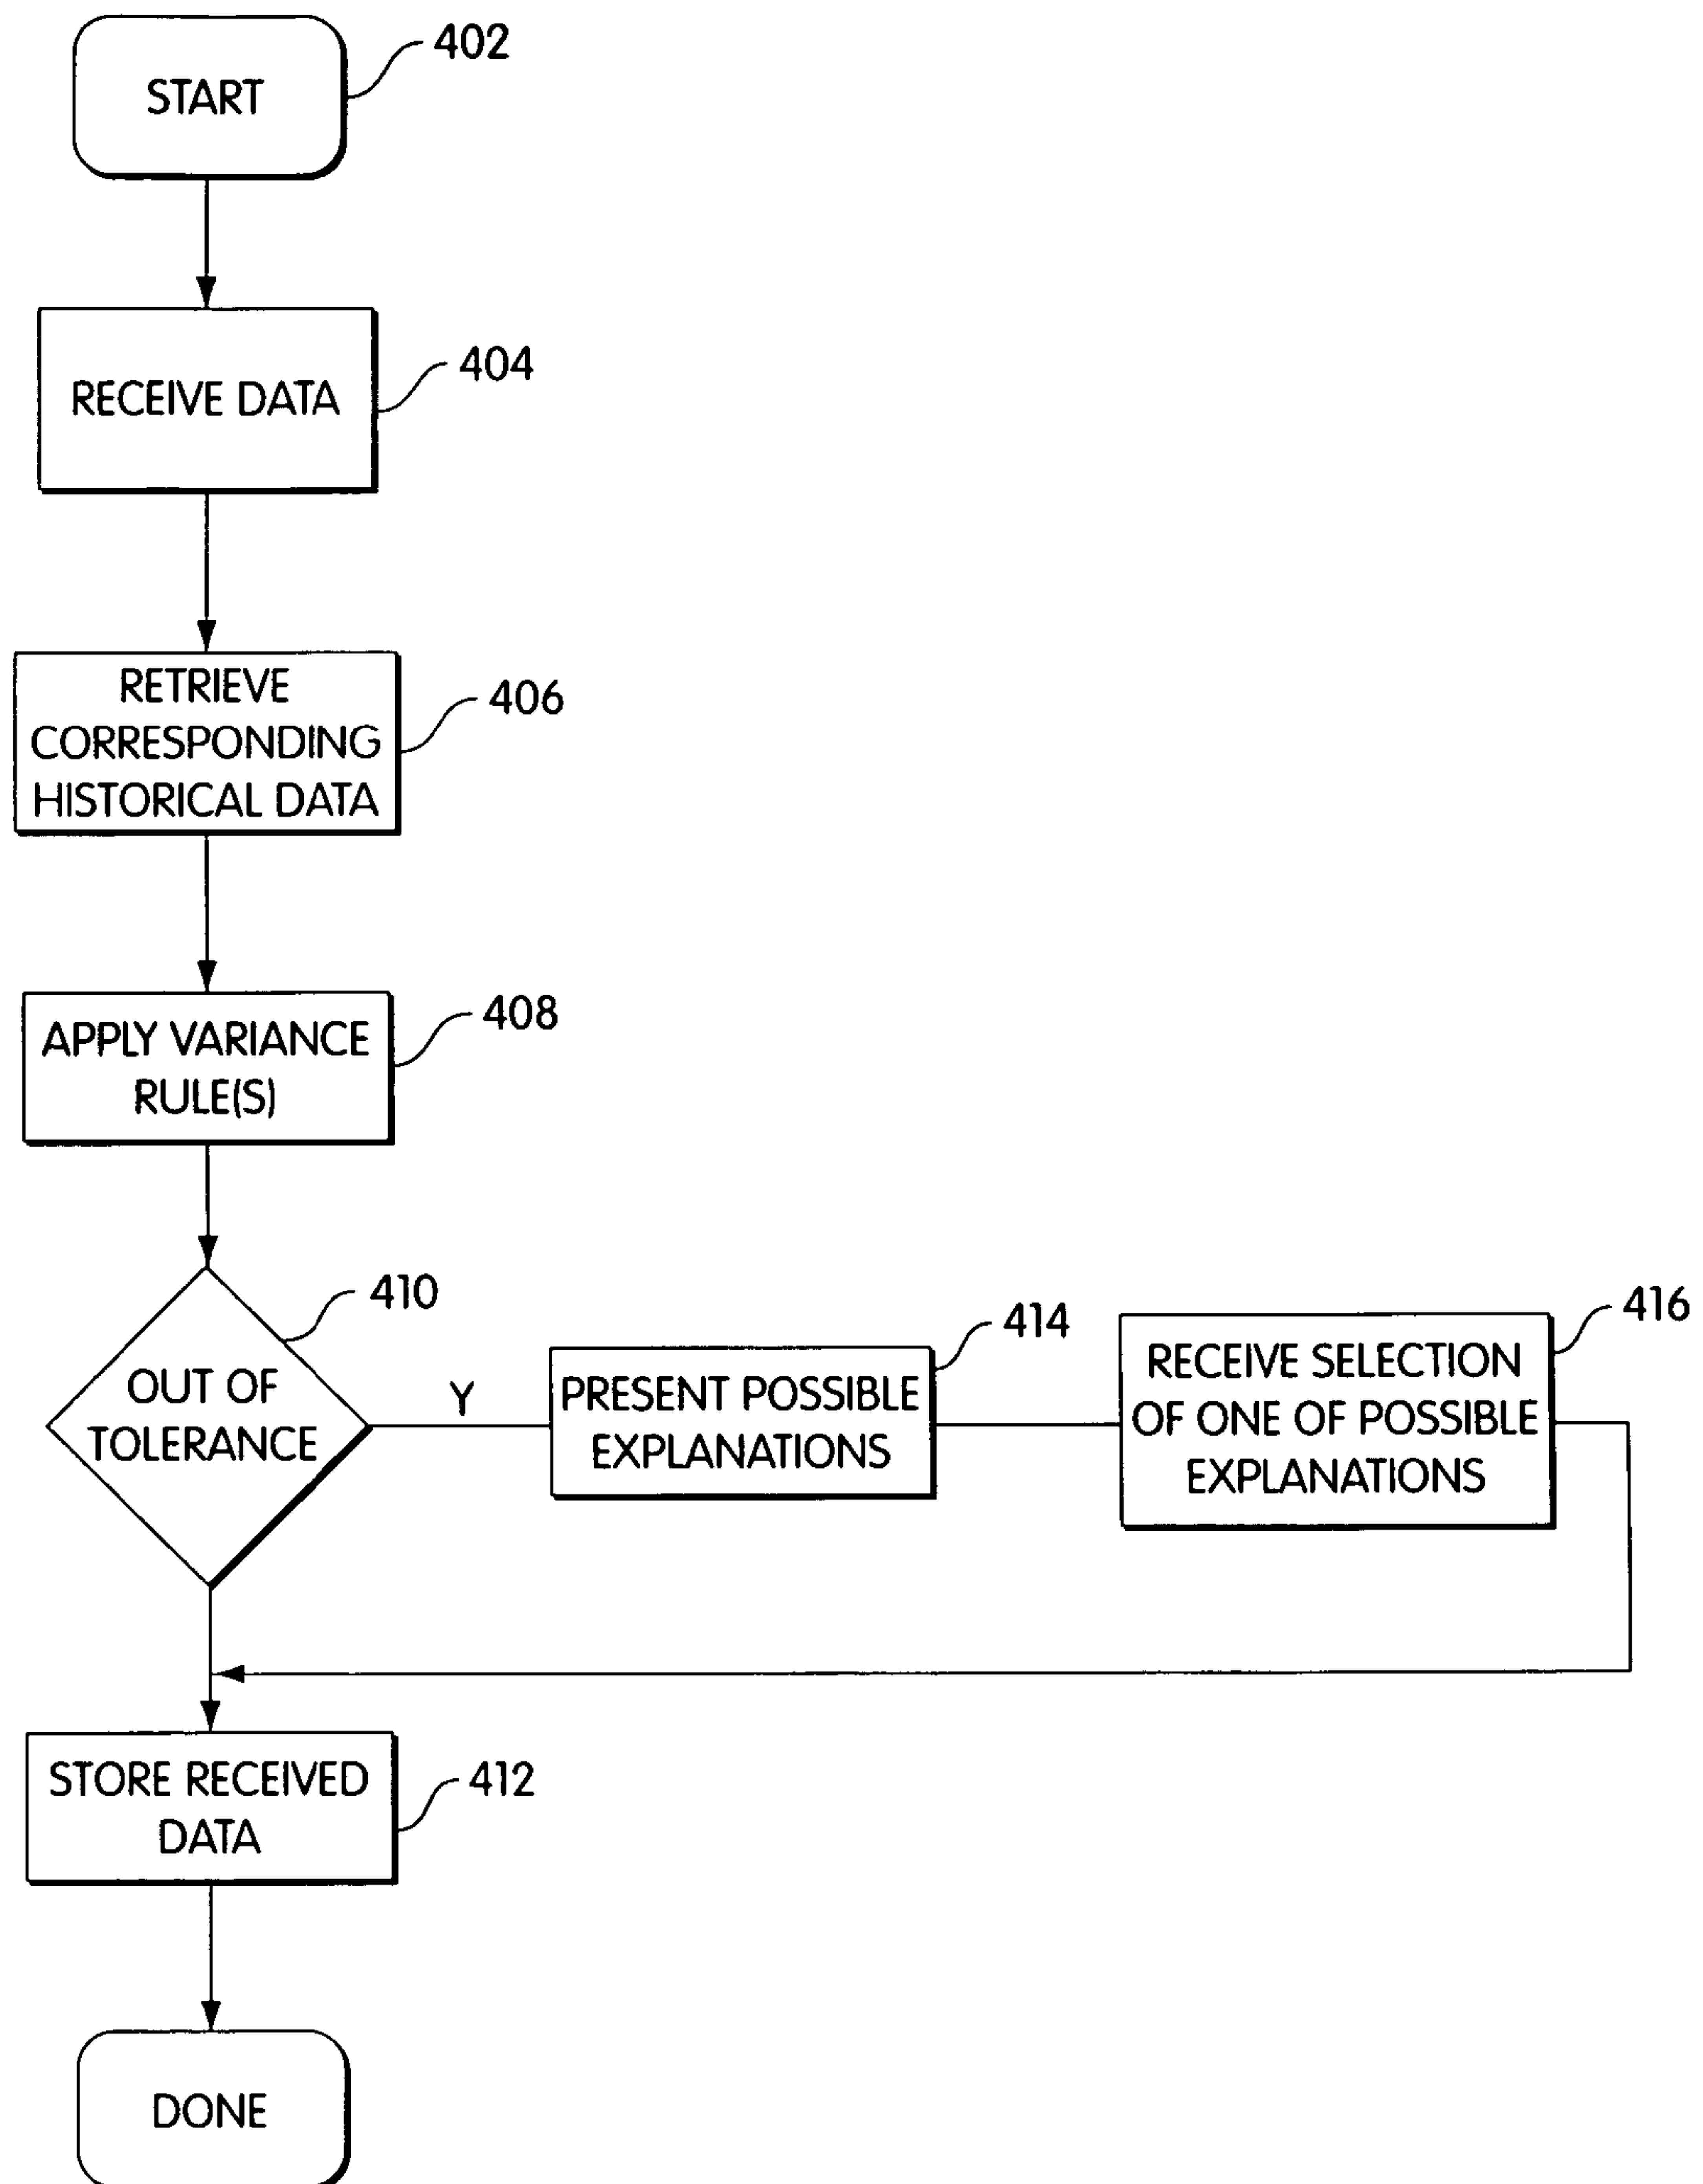 START
402
RECEIVE DATA
404
RETRIEVE
CORRESPONDING
HISTORICAL DATA
406
APPLY VARIANCE
RULE(S)
408
OUT OF
TOLERANCE
410
Y
PRESENT POSSIBLE
EXPLANATIONS
414
RECEIVE SELECTION
OF ONE OF POSSIBLE
EXPLANATIONS
416
STORE RECEIVED
DATA
412
DONE